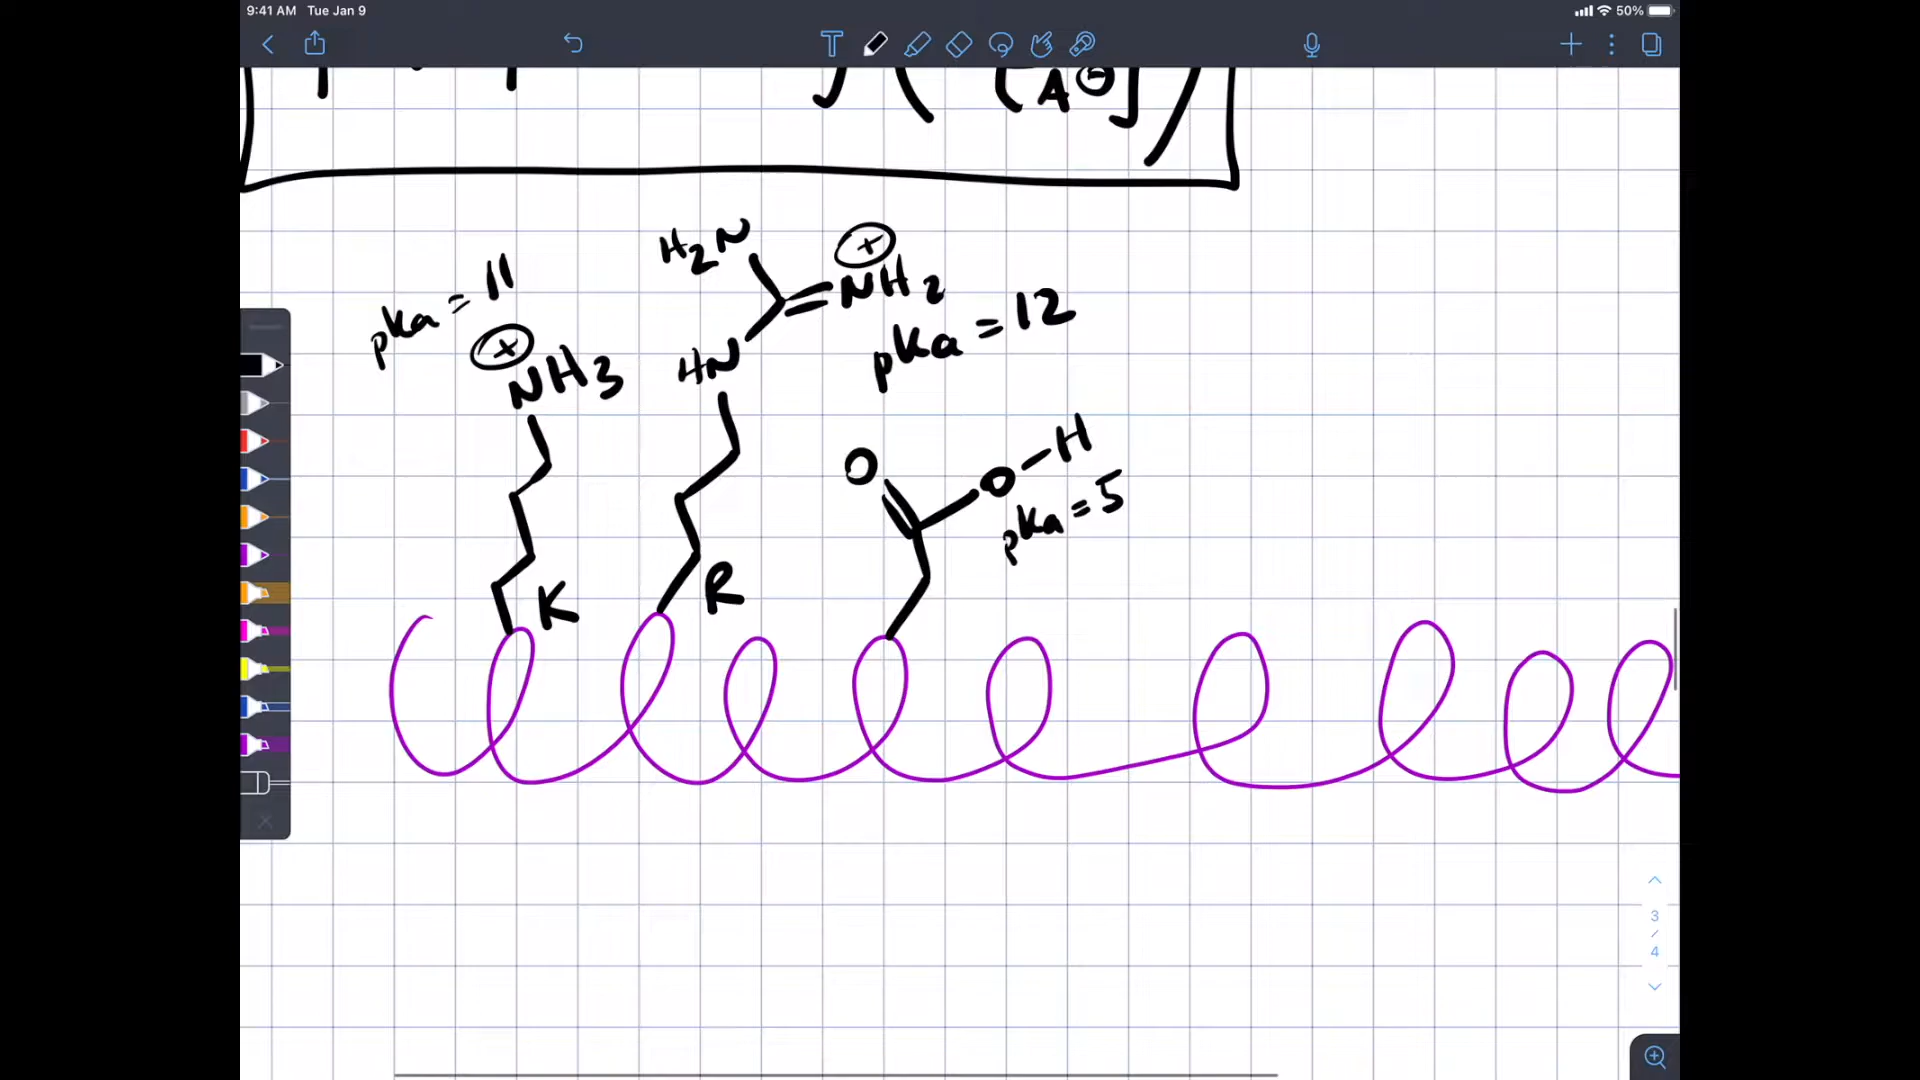 9:41 AM Tue Jan 9
50%
[A⊖]
H₂N
⊕
NH₂
pKa = 11
pKa = 12
⊕
NH3
HN
O
O-H
pKa = 5
K
R
3
/
4